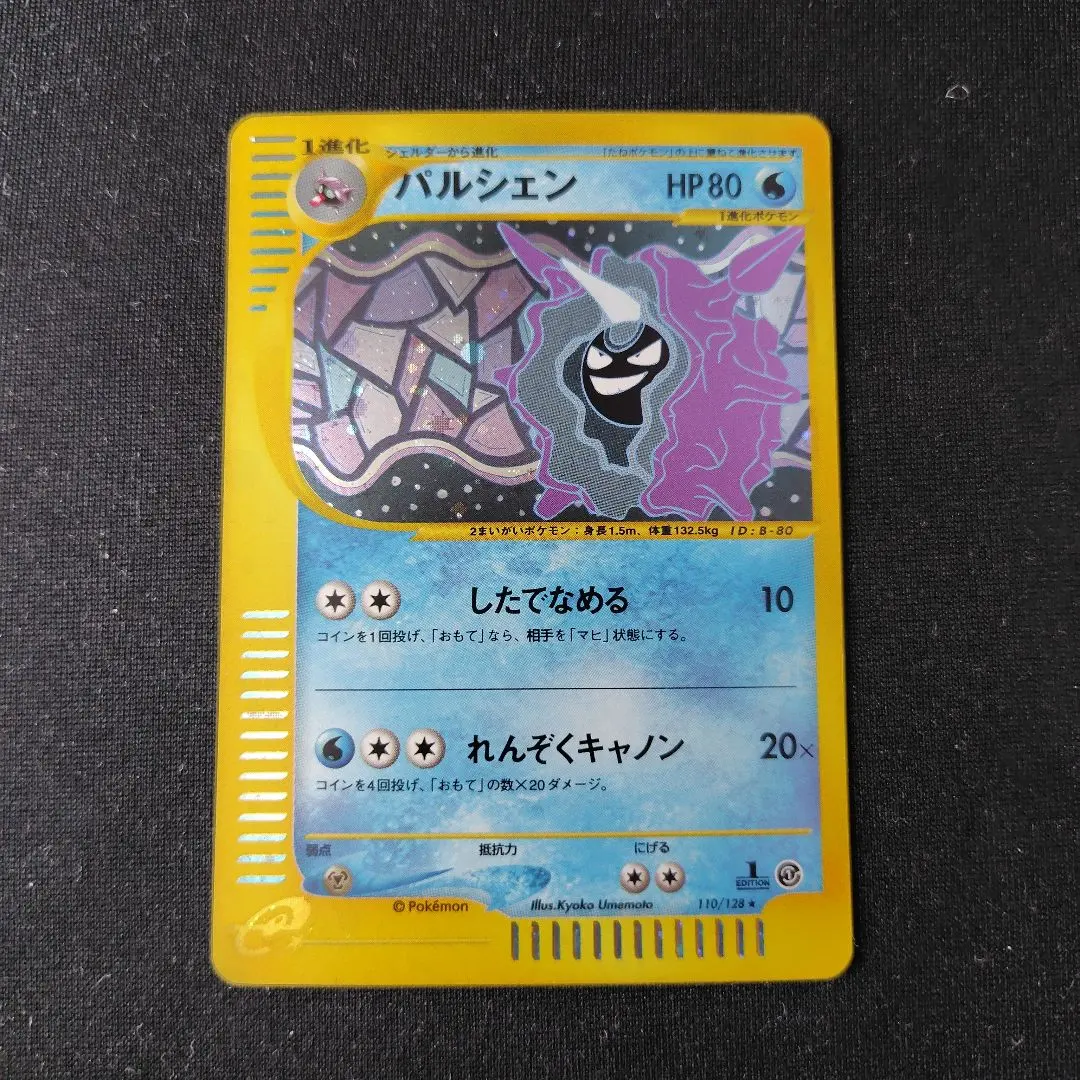 1進化
シェルダーから進化
「たねポケモン」の上に重ねて進化させます
パルシェン
HP80
1進化ポケモン
2まいがいポケモン：身長1.5m、体重132.5kg ID:B-80
したでなめる 10
コインを1回投げ、「おもて」なら、相手を「マヒ」状態にする。
れんぞくキャノン 20×
コインを4回投げ、「おもて」の数×20ダメージ。
弱点 抵抗力 にげる
1 EDITION
© Pokémon Illus.Kyoko Umemoto 110/128 ★